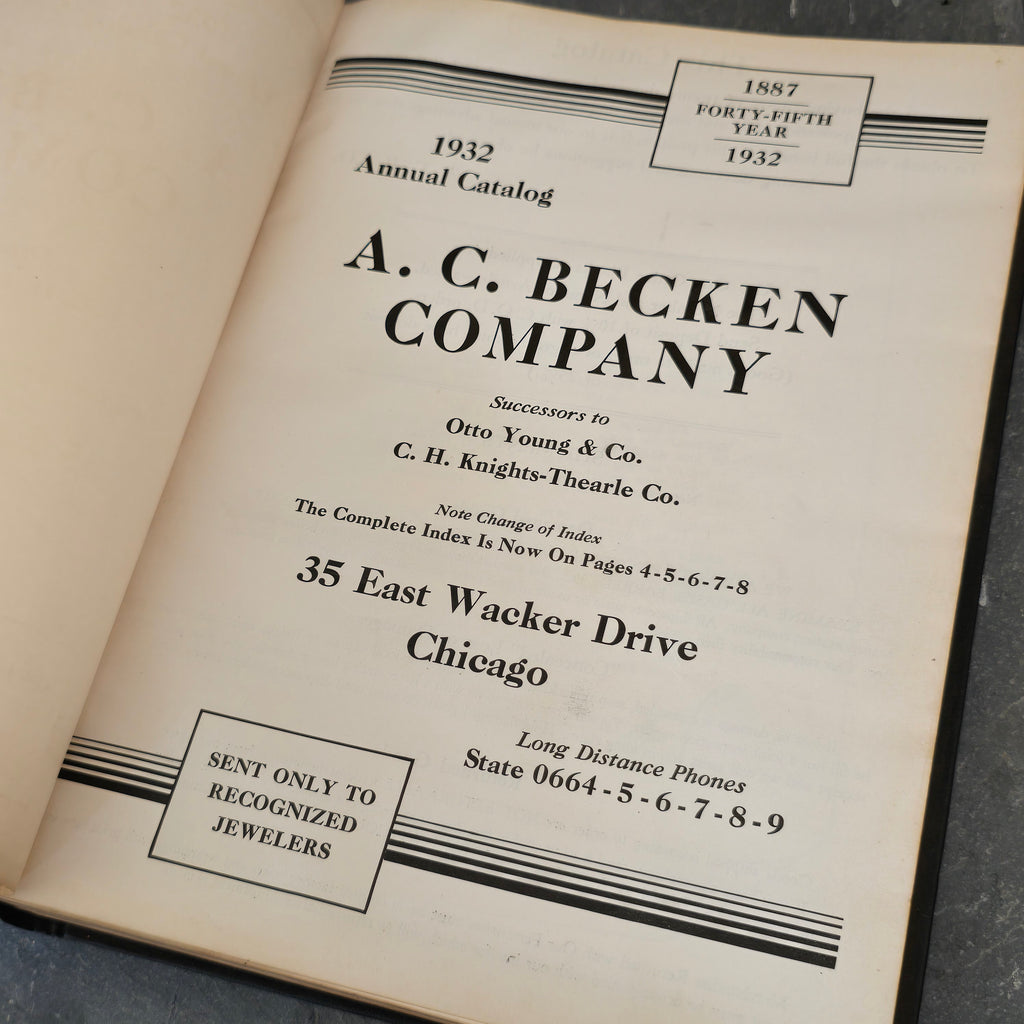 1887
FORTY-FIFTH
YEAR
1932
1932
Annual Catalog
A. C. BECKEN
COMPANY
Successors to
Otto Young & Co.
C. H. Knights-Thearle Co.
Note Change of Index
The Complete Index Is Now On Pages 4-5-6-7-8
35 East Wacker Drive
Chicago
Long Distance Phones
State 0664-5-6-7-8-9
SENT ONLY TO
RECOGNIZED
JEWELERS